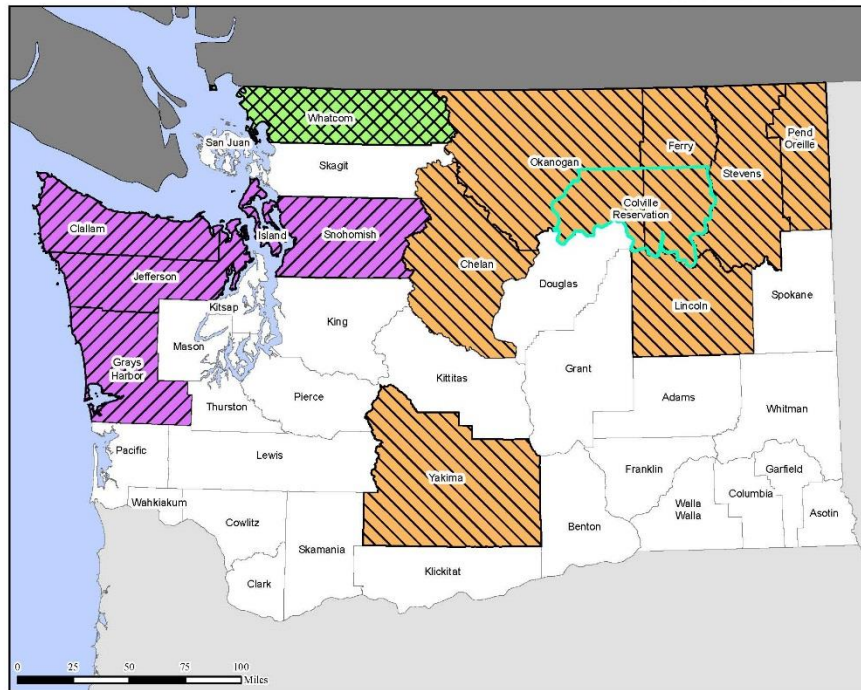 Whatcom
San Juan
Skagit
Okanogan
Ferry
Stevens
Pend
Oreille
Colville
Reservation
Clallam
Island
Snohomish
Jefferson
Chelan
Douglas
Lincoln
Spokane
Kitsap
King
Mason
Grays
Harbor
Kittitas
Grant
Thurston
Pierce
Adams
Whitman
Pacific
Lewis
Yakima
Franklin
Garfield
Wahkiakum
Columbia
Walla
Walla
Asotin
Cowlitz
Benton
Skamania
Clark
Klickitat
0 25 50 75 100
Miles